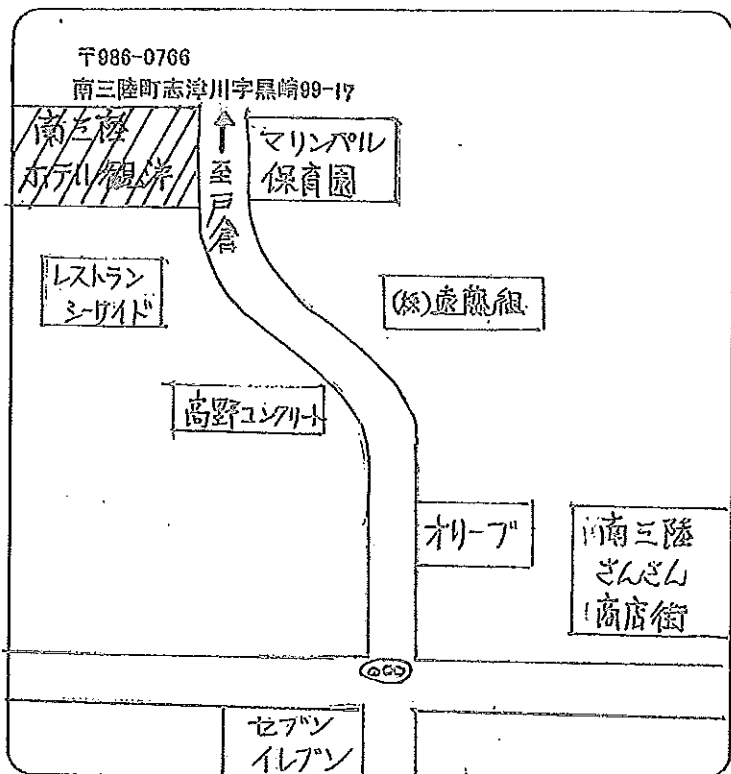 〒986-0766
南三陸町志津川字黒崎99-17
南三陸
ホテル観洋
至戸倉
マリンパル
保育園
レストラン
シーサイド
(株)遠藤組
高野コンクリート
オリーブ
南三陸
さんさん
商店街
セブン
イレブン